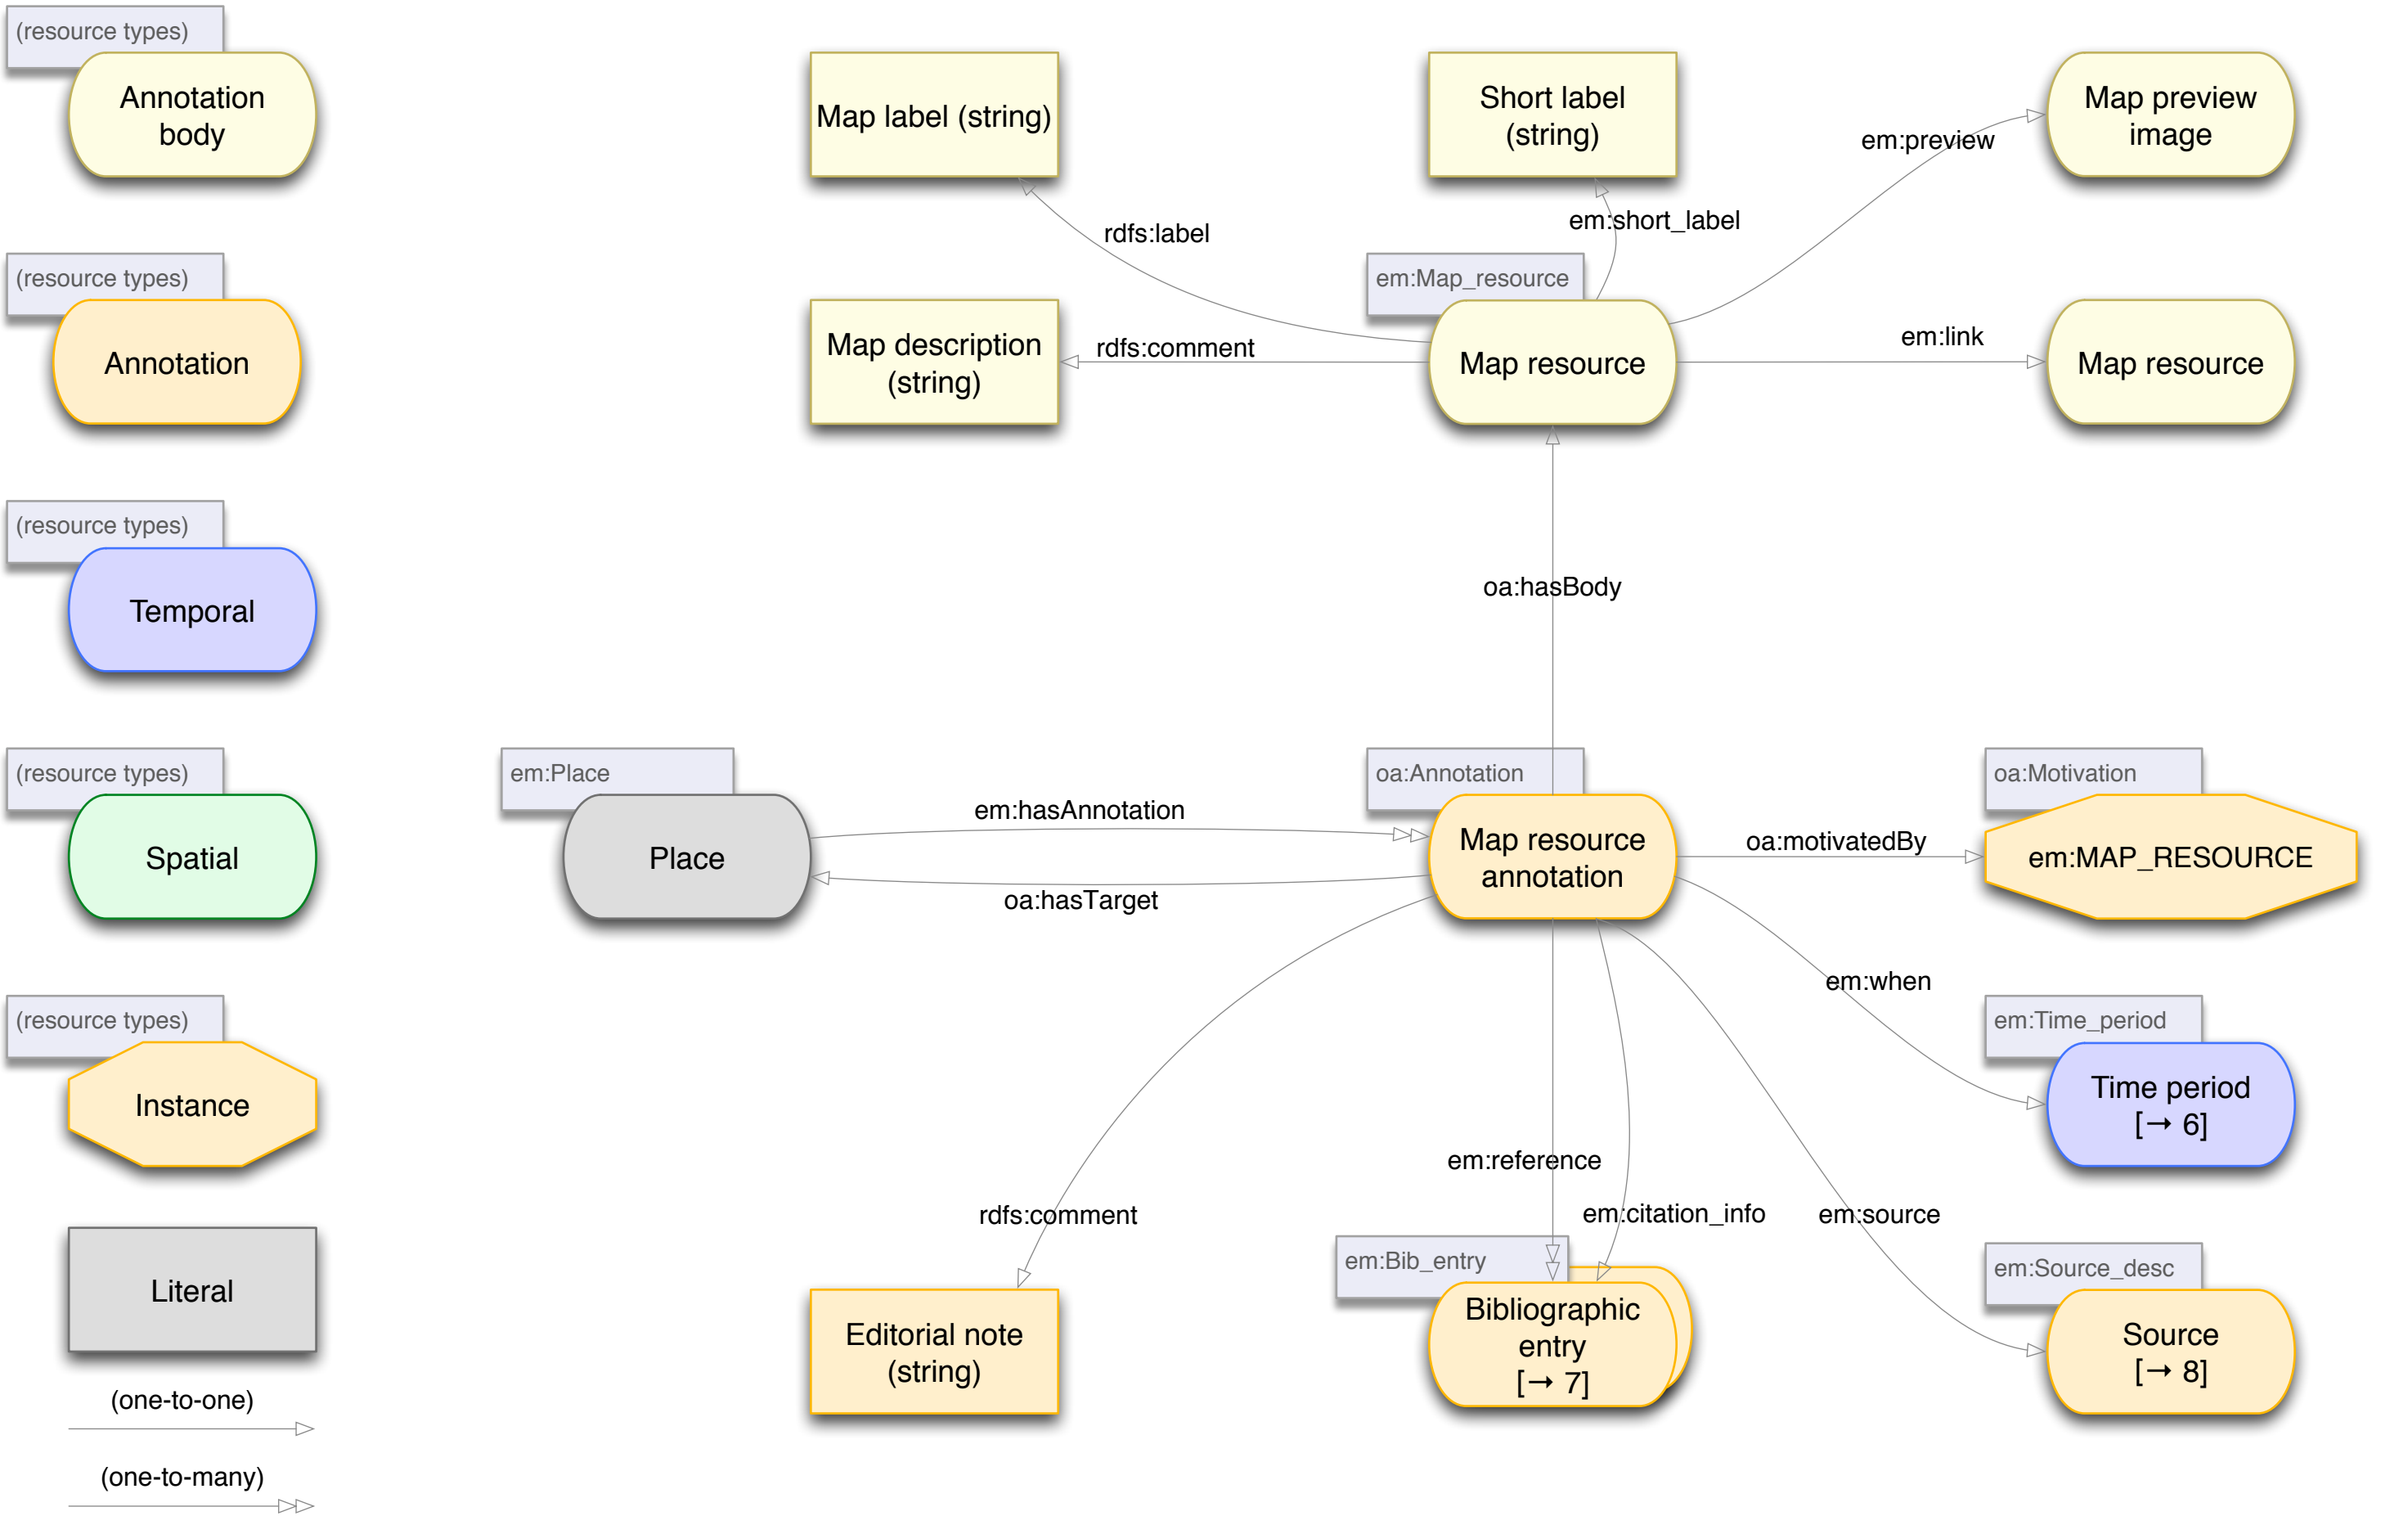 (resource types)
Annotation
body
(resource types)
Annotation
(resource types)
Temporal
(resource types)
Spatial
(resource types)
Instance
Literal
(one-to-one)
(one-to-many)
Map label (string)
Short label
(string)
Map preview
image
em:preview
em:short_label
rdfs:label
em:Map_resource
Map description
(string)
rdfs:comment
Map resource
em:link
Map resource
oa:hasBody
em:Place
Place
em:hasAnnotation
oa:hasTarget
oa:Annotation
Map resource
annotation
oa:motivatedBy
oa:Motivation
em:MAP_RESOURCE
em:when
em:Time_period
Time period
[→ 6]
em:reference
rdfs:comment
em:citation_info
em:source
Editorial note
(string)
em:Bib_entry
Bibliographic
entry
[→ 7]
em:Source_desc
Source
[→ 8]